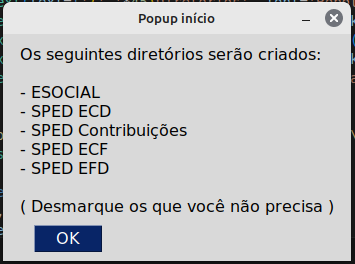 Popup início
Os seguintes diretórios serão criados:
- ESOCIAL
- SPED ECD
- SPED Contribuições
- SPED ECF
- SPED EFD
( Desmarque os que você não precisa )
OK